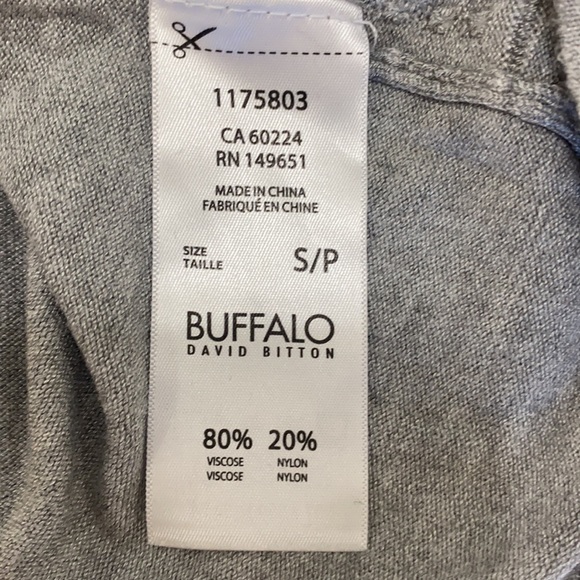 1175803
CA 60224
RN 149651
MADE IN CHINA
FABRIQUÉ EN CHINE
SIZE
TAILLE
S/P
BUFFALO
DAVID BITTON
80% 20%
VISCOSE NYLON
VISCOSE NYLON